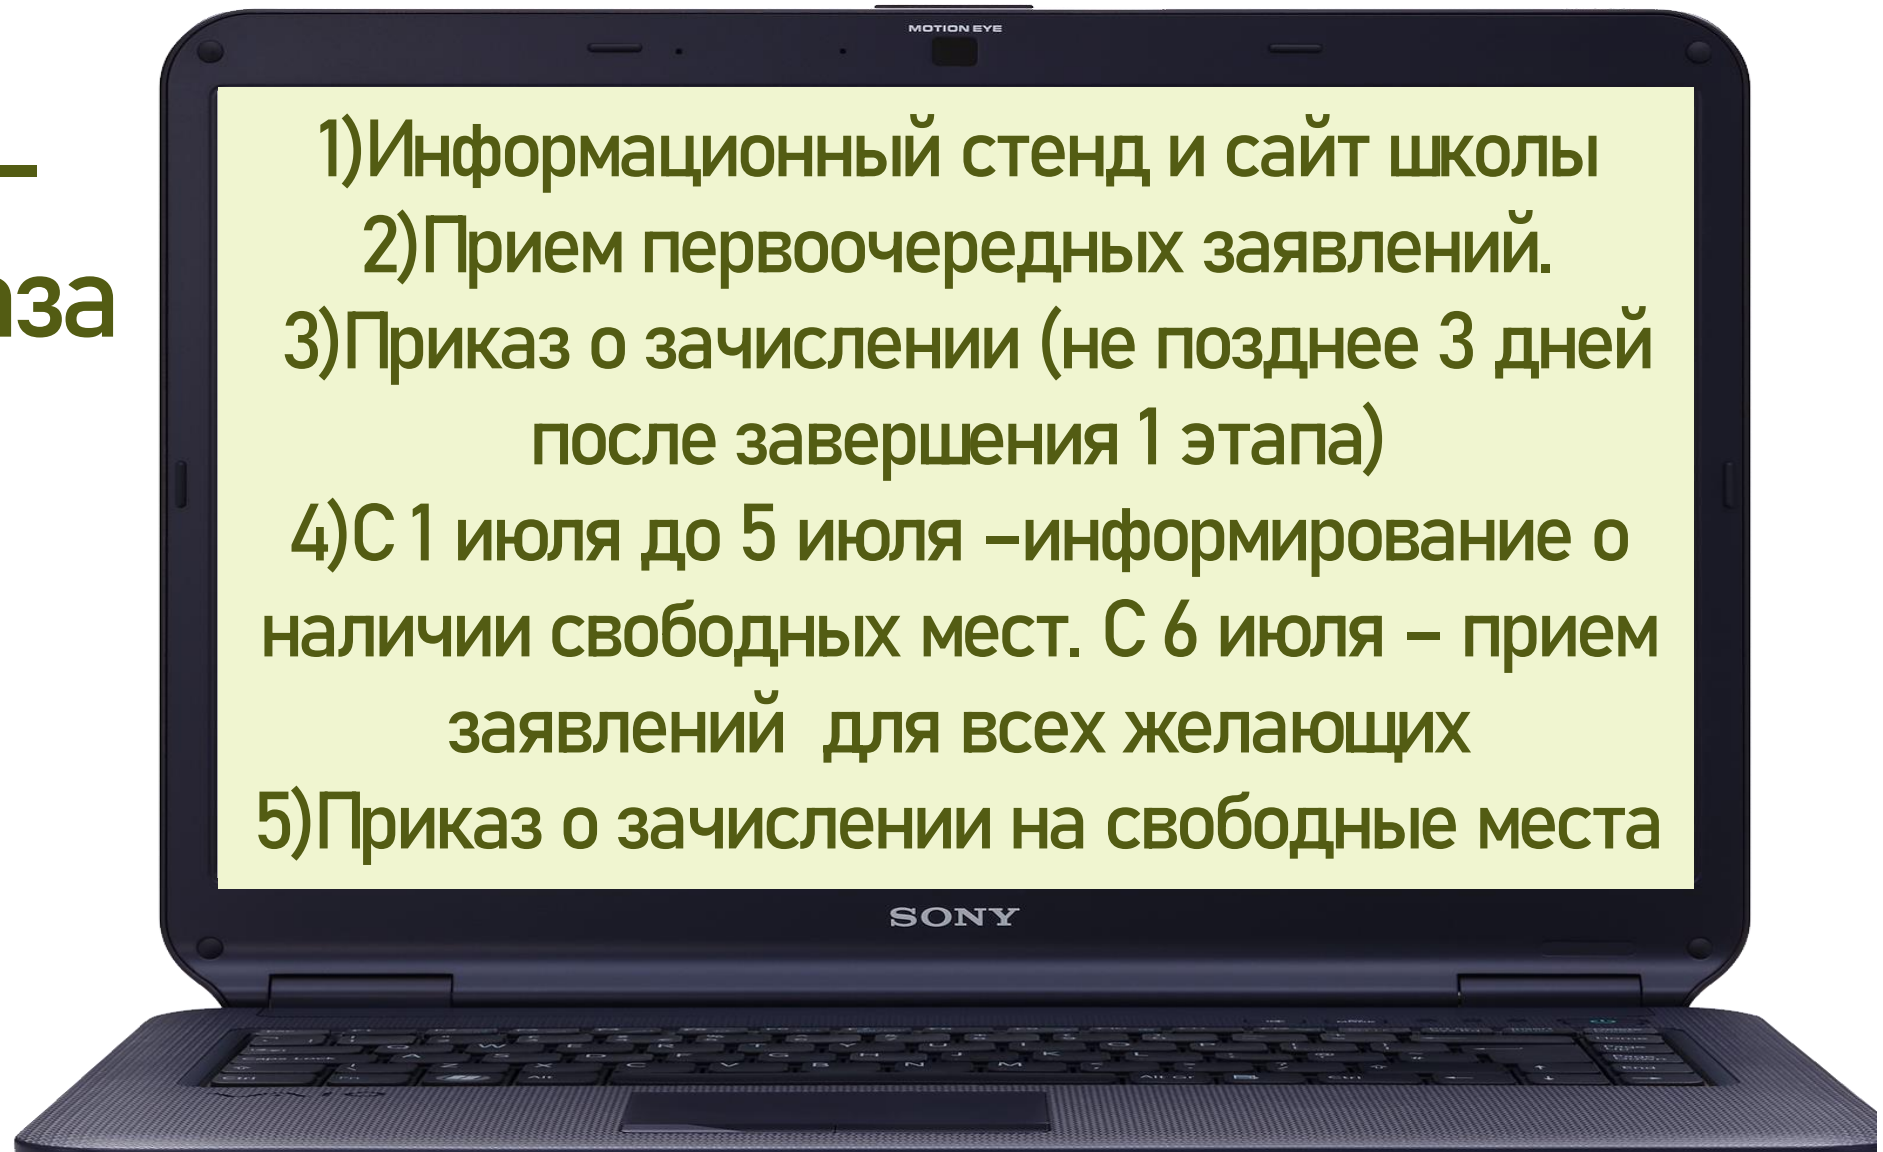 MOTION EYE
–
аза
1)Информационный стенд и сайт школы
2)Прием первоочередных заявлений.
3)Приказ о зачислении (не позднее 3 дней
после завершения 1 этапа)
4)С 1 июля до 5 июля –информирование о
наличии свободных мест. С 6 июля – прием
заявлений для всех желающих
5)Приказ о зачислении на свободные места
SONY